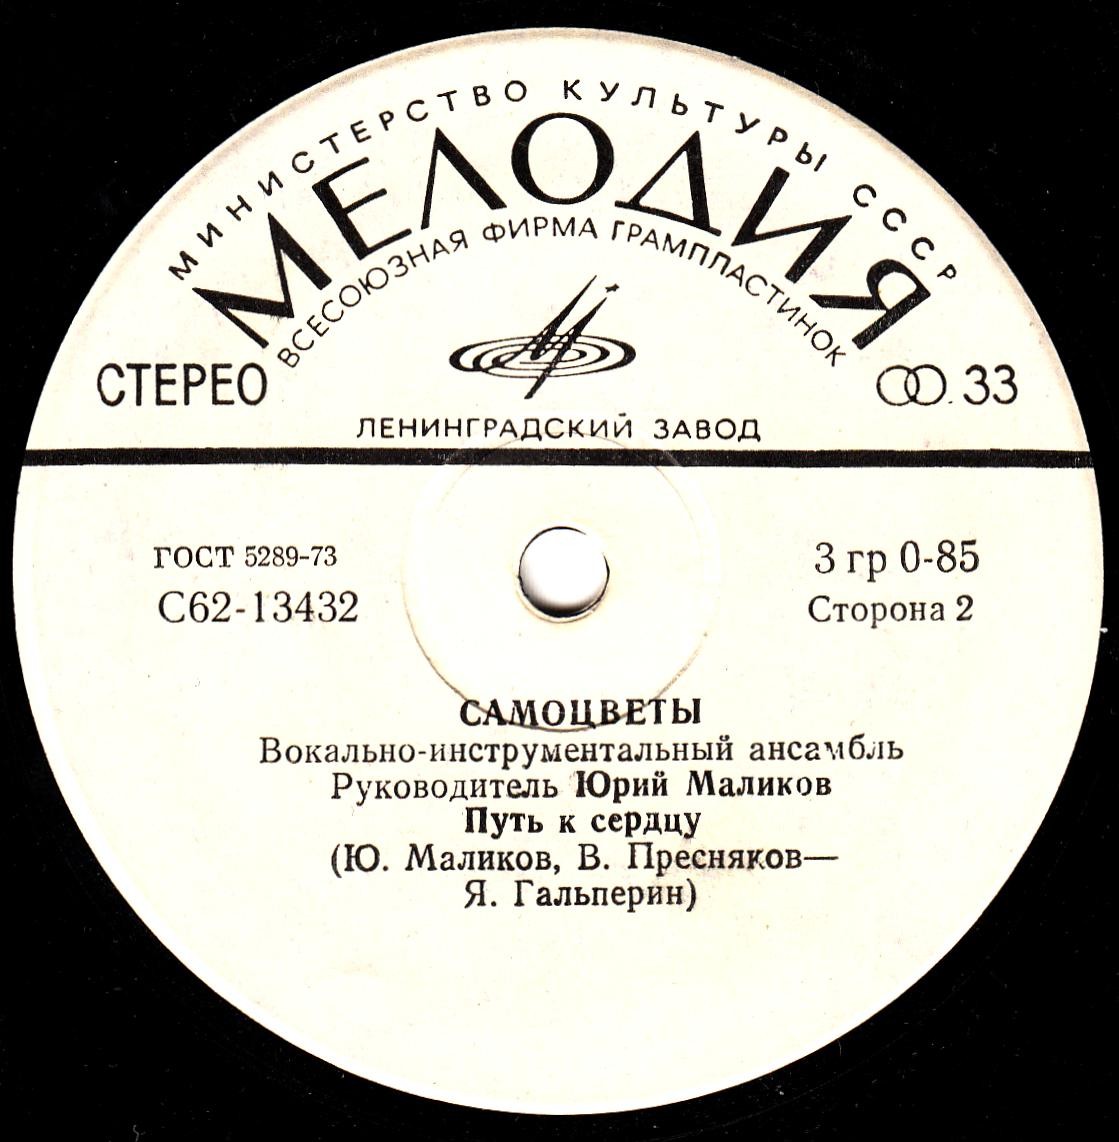 МИНИСТЕРСТВО КУЛЬТУРЫ СССР
МЕЛОДИЯ
ВСЕСОЮЗНАЯ ФИРМА ГРАМПЛАСТИНОК
СТЕРЕО
33
ЛЕНИНГРАДСКИЙ ЗАВОД
ГОСТ 5289-73
3 гр 0-85
С62-13432
Сторона 2
САМОЦВЕТЫ
Вокально-инструментальный ансамбль
Руководитель Юрий Маликов
Путь к сердцу
(Ю. Маликов, В. Пресняков—
Я. Гальперин)